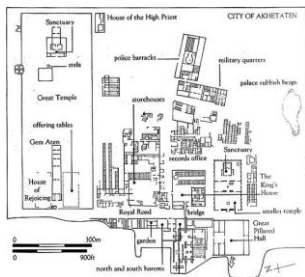 CITY OF AKHETATEN
Sanctuary
House of the High Priest
police barracks
military quarters
stela
palace rubbish heaps
Great Temple
storehouses
offering tables
Sanctuary
Gem Aten
records office
The
King's
House
House
of
Rejoicing
Royal Road
bridge
smaller temple
Great
Pillared
Hall
garden
0
100m
0
900ft
north and south harems